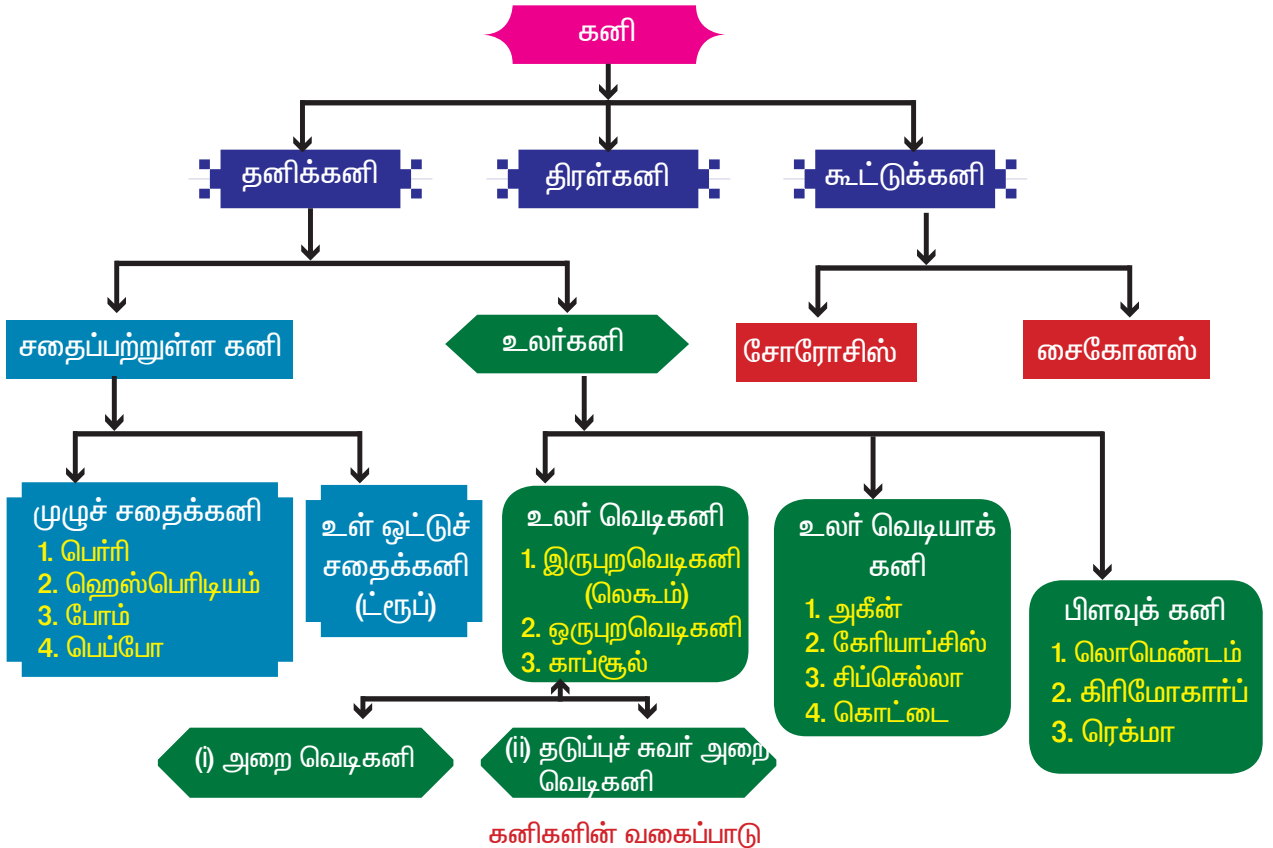 கனி
தனிக்கனி
திரள்கனி
கூட்டுக்கனி
சதைப்பற்றுள்ள கனி
உலர்கனி
சோரோசிஸ்
சைகோனஸ்
முழுச் சதைக்கனி
1. பெர்ரி
2. ஹெஸ்பெரிடியம்
3. போம்
4. பெப்போ
உள் ஒட்டுச்
சதைக்கனி
(ட்ரூப்)
உலர் வெடிகனி
1. இருபுறவெடிகனி
(லெகூம்)
2. ஒருபுறவெடிகனி
3. காப்சூல்
(i) அறை வெடிகனி
(ii) தடுப்புச் சுவர் அறை
வெடிகனி
உலர் வெடியாக்
கனி
1. அகீன்
2. கேரியாப்சிஸ்
3. சிப்செல்லா
4. கொட்டை
பிளவுக் கனி
1. லொமெண்டம்
2. கிரிமோகார்ப்
3. ரெக்மா
கனிகளின் வகைப்பாடு